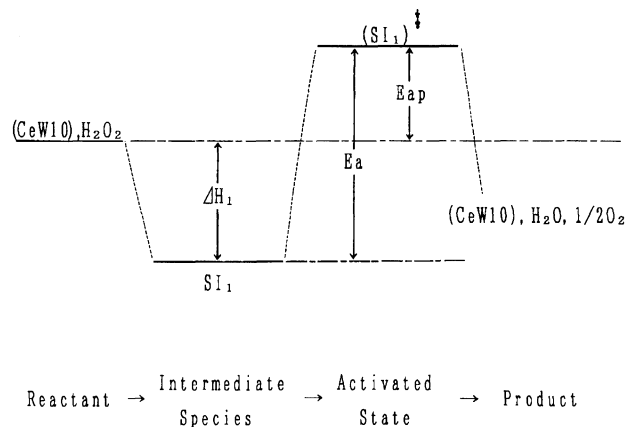 (SI₁)‡
Eap
(CeW10), H₂O₂
Ea
ΔH₁
(CeW10), H₂O, 1/2O₂
SI₁
Reactant → Intermediate Species → Activated State → Product